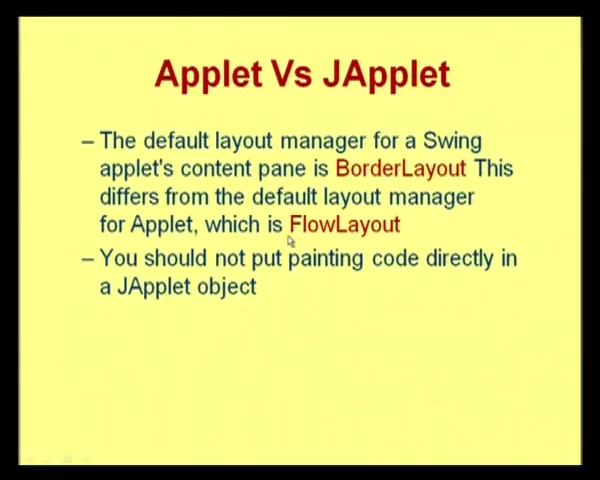 Applet Vs JApplet
– The default layout manager for a Swing
applet's content pane is BorderLayout This
differs from the default layout manager
for Applet, which is FlowLayout
– You should not put painting code directly in
a JApplet object